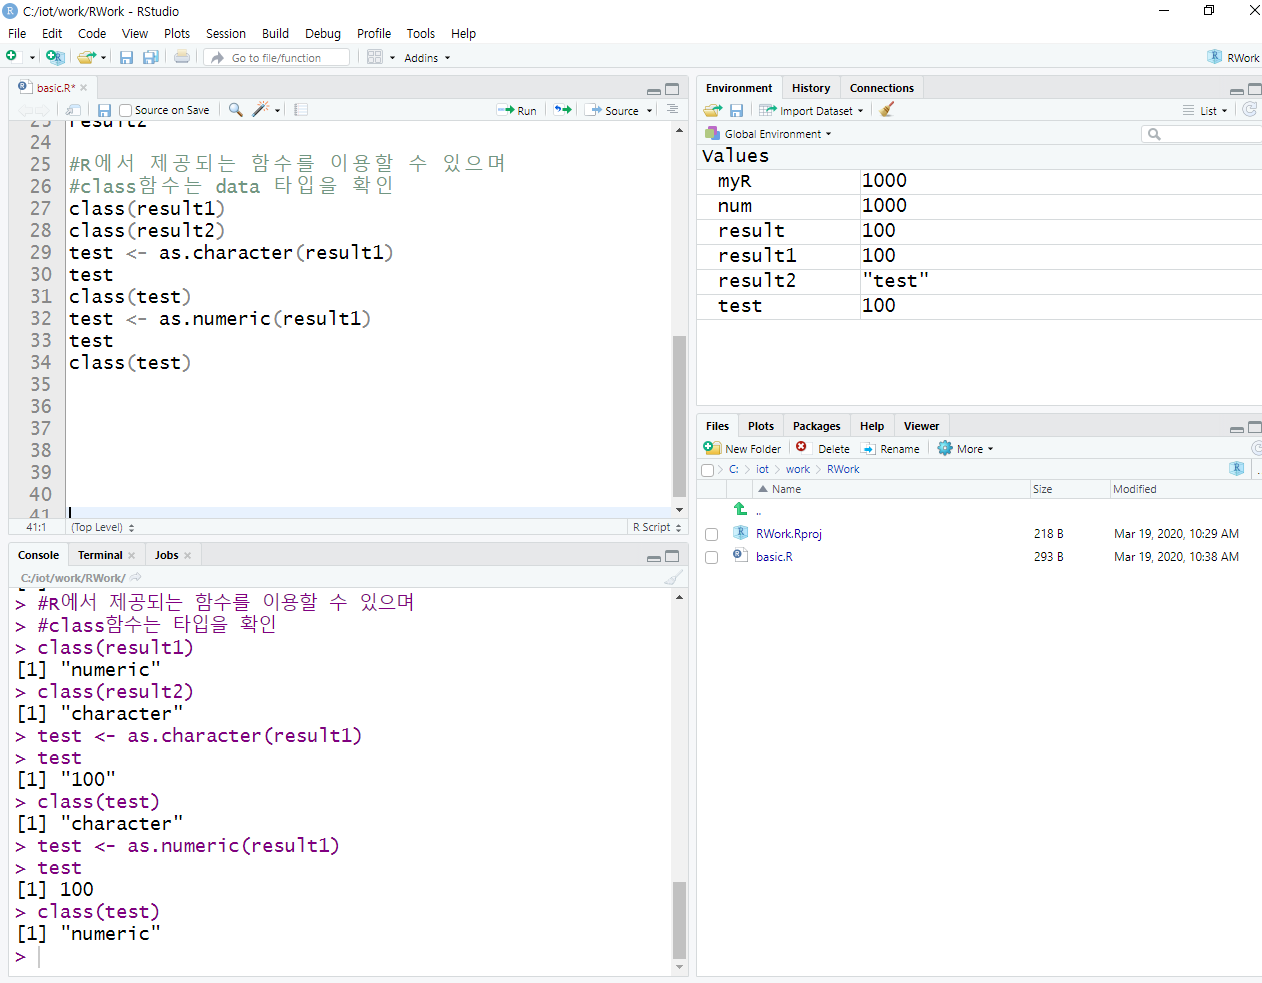 C:/iot/work/RWork - RStudio
File Edit Code View Plots Session Build Debug Profile Tools Help
Go to file/function Addins RWork
basic.R*
Source on Save Run Source
23 result2
24
25 #R에서 제공되는 함수를 이용할 수 있으며
26 #class함수는 data 타입을 확인
27 class(result1)
28 class(result2)
29 test <- as.character(result1)
30 test
31 class(test)
32 test <- as.numeric(result1)
33 test
34 class(test)
35
36
37
38
39
40
41
41:1 (Top Level) R Script
Console Terminal Jobs
C:/iot/work/RWork/
> #R에서 제공되는 함수를 이용할 수 있으며
> #class함수는 타입을 확인
> class(result1)
[1] "numeric"
> class(result2)
[1] "character"
> test <- as.character(result1)
> test
[1] "100"
> class(test)
[1] "character"
> test <- as.numeric(result1)
> test
[1] 100
> class(test)
[1] "numeric"
>
Environment History Connections
Import Dataset List
Global Environment
Values
myR 1000
num 1000
result 100
result1 100
result2 "test"
test 100
Files Plots Packages Help Viewer
New Folder Delete Rename More
C: > iot > work > RWork
Name Size Modified
..
RWork.Rproj 218 B Mar 19, 2020, 10:29 AM
basic.R 293 B Mar 19, 2020, 10:38 AM